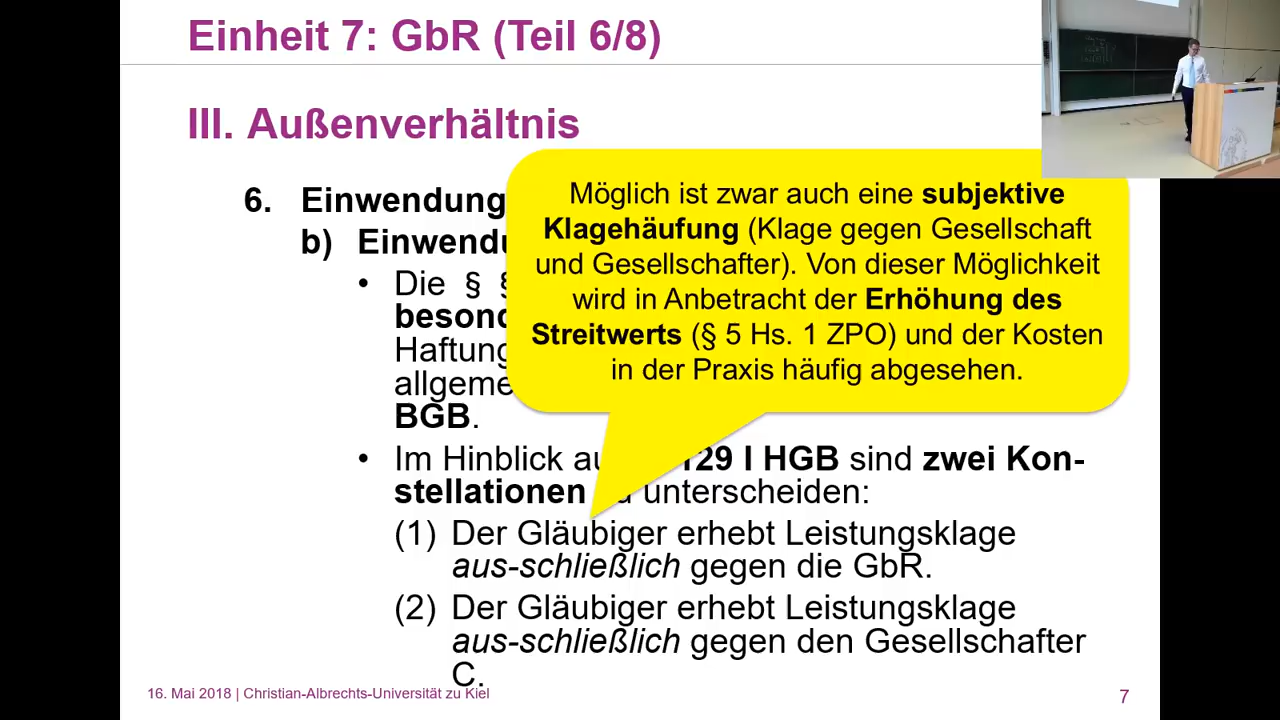 Einheit 7: GbR (Teil 6/8)
III. Außenverhältnis
6. Einwendung
b) Einwendu
Möglich ist zwar auch eine subjektive
Klagehäufung (Klage gegen Gesellschaft
und Gesellschafter). Von dieser Möglichkeit
wird in Anbetracht der Erhöhung des
Streitwerts (§ 5 Hs. 1 ZPO) und der Kosten
in der Praxis häufig abgesehen.
• Die §
besond
Haftung
allgeme
BGB.
• Im Hinblick au 129 I HGB sind zwei Kon-
stellationen unterscheiden:
(1) Der Gläubiger erhebt Leistungsklage
aus-schließlich gegen die GbR.
(2) Der Gläubiger erhebt Leistungsklage
aus-schließlich gegen den Gesellschafter
C.
16. Mai 2018 | Christian-Albrechts-Universität zu Kiel
7